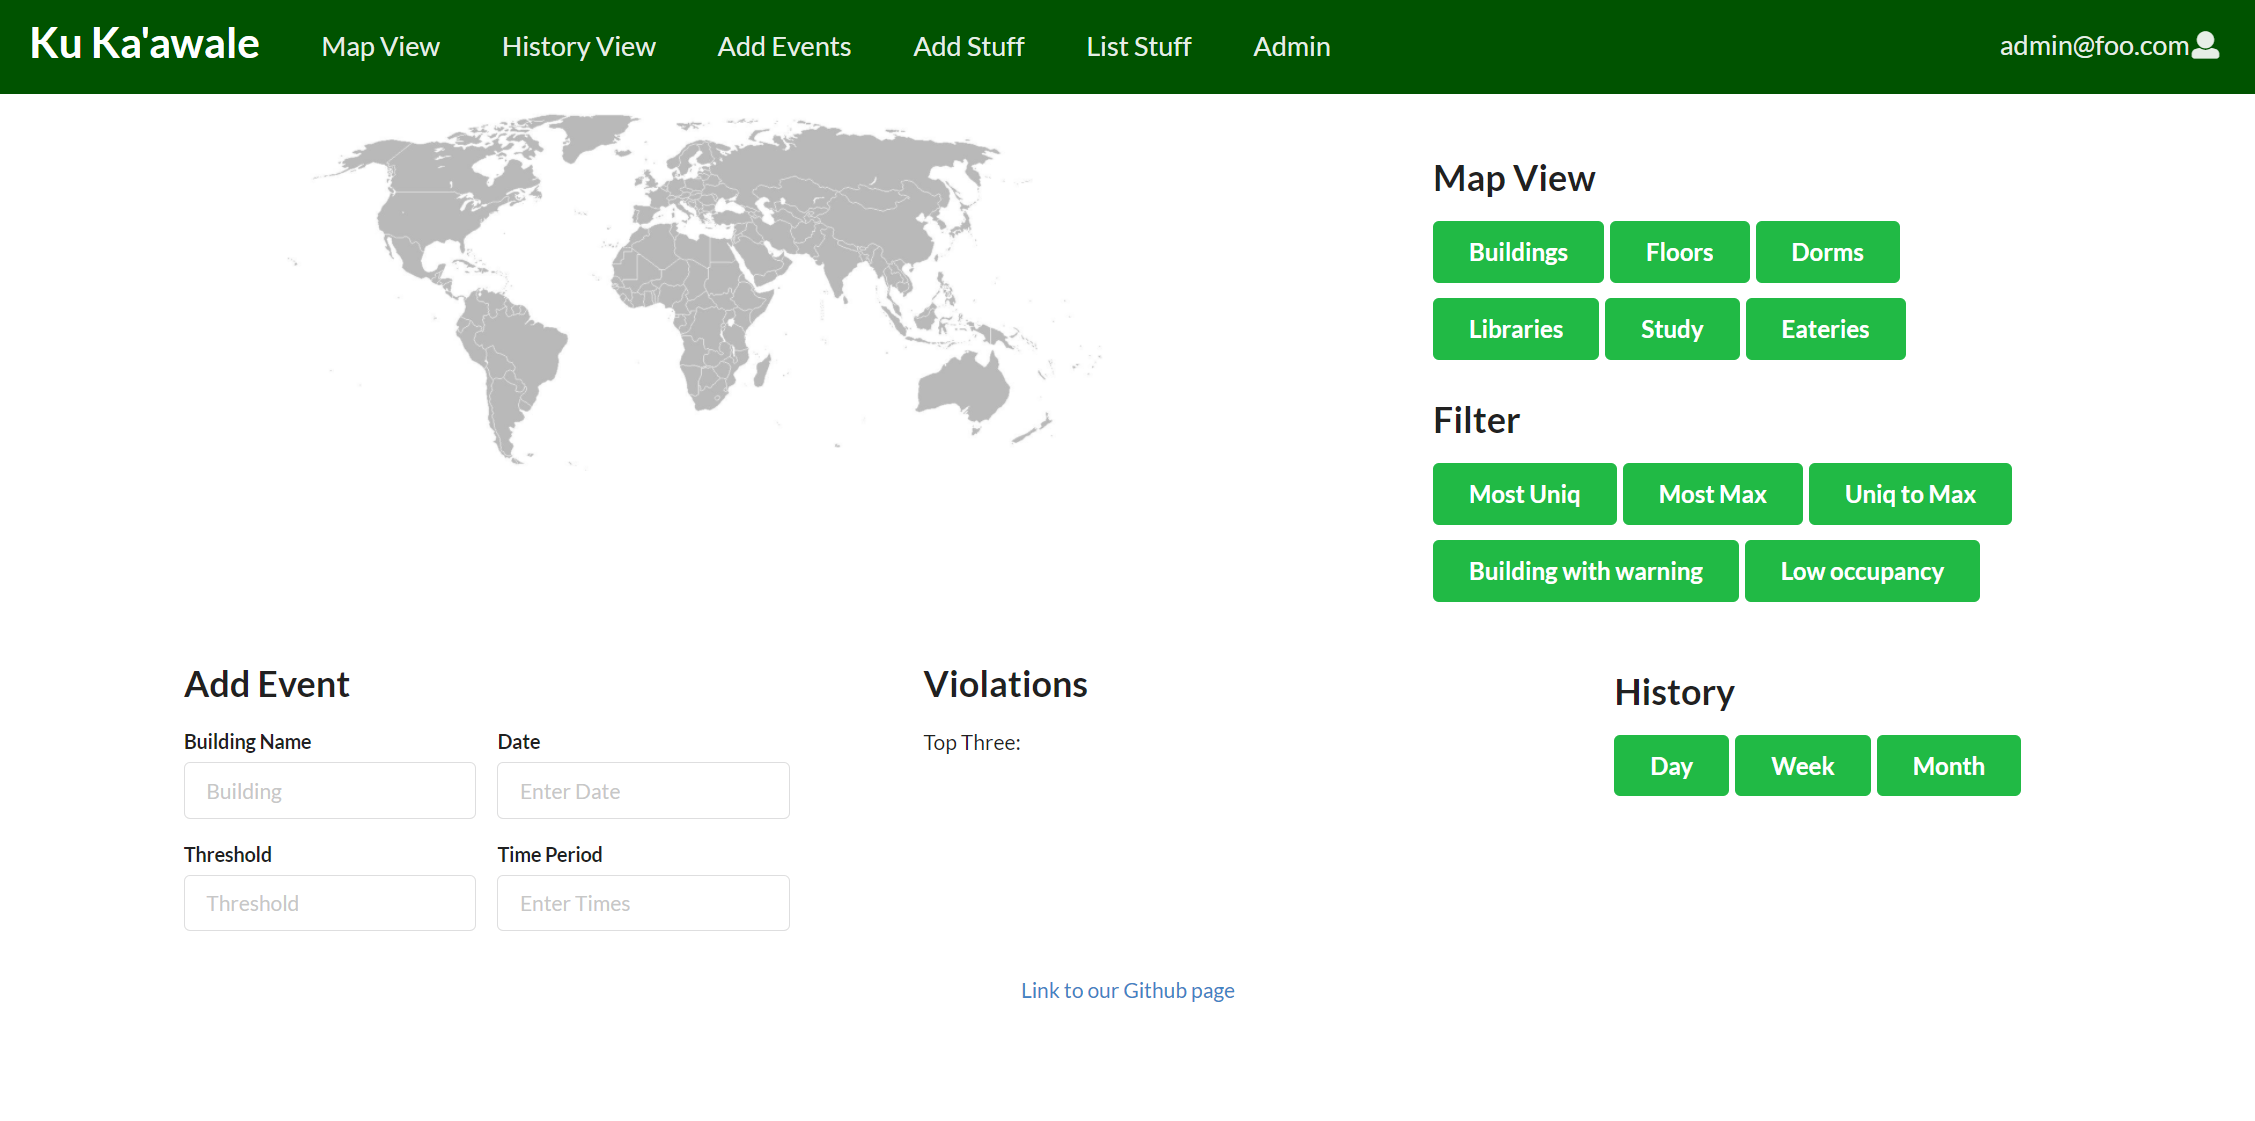 Ku Ka'awale Map View History View Add Events Add Stuff List Stuff Admin admin@foo.com
Map View
Buildings Floors Dorms
Libraries Study Eateries
Filter
Most Uniq Most Max Uniq to Max
Building with warning Low occupancy
Add Event
Building Name Date
Building Enter Date
Threshold Time Period
Threshold Enter Times
Violations
Top Three:
History
Day Week Month
Link to our Github page